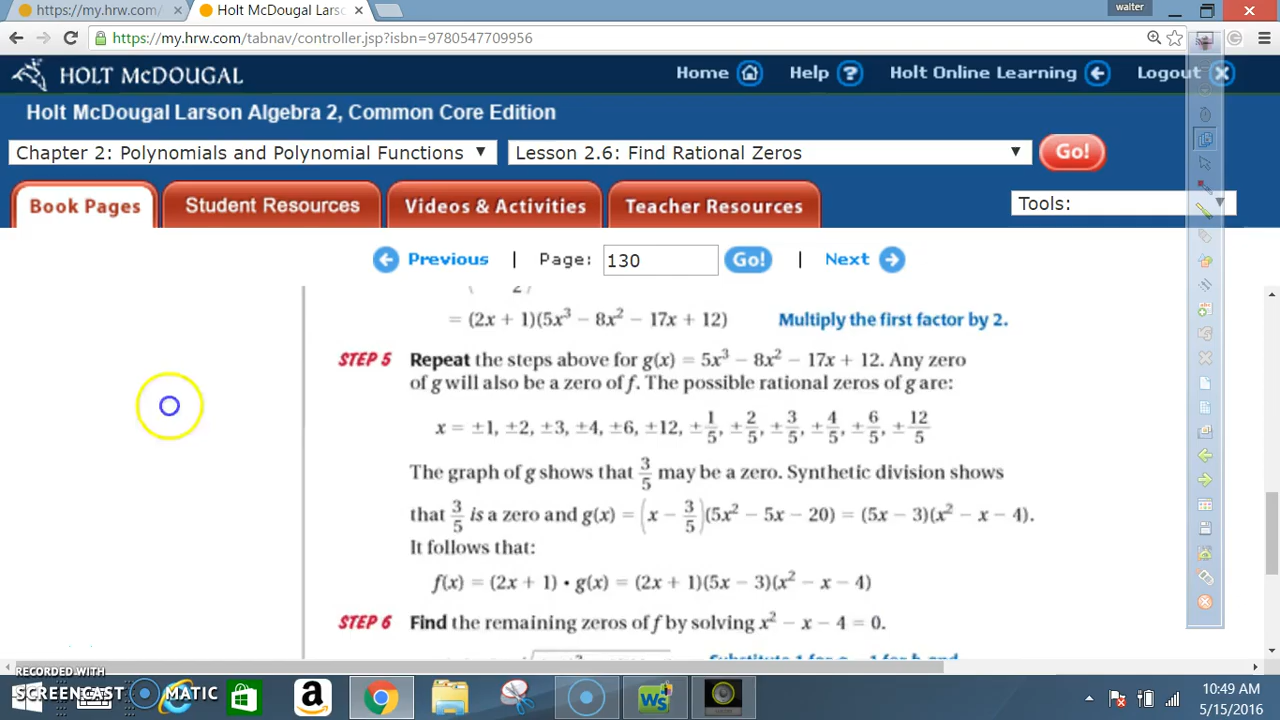 https://my.hrw.com/
Holt McDougal Lars
walter
https://my.hrw.com/tabnav/controller.jsp?isbn=9780547709956
HOLT McDOUGAL
Home
Help
Holt Online Learning
Logout
Holt McDougal Larson Algebra 2, Common Core Edition
Chapter 2: Polynomials and Polynomial Functions
Lesson 2.6: Find Rational Zeros
Go!
Book Pages
Student Resources
Videos & Activities
Teacher Resources
Tools:
Previous | Page: 130 Go! | Next
= (2x + 1)(5x³ − 8x² − 17x + 12) Multiply the first factor by 2.
STEP 5 Repeat the steps above for g(x) = 5x³ − 8x² − 17x + 12. Any zero
of g will also be a zero of f. The possible rational zeros of g are:
x = ±1, ±2, ±3, ±4, ±6, ±12, ±1/5, ±2/5, ±3/5, ±4/5, ±6/5, ±12/5
The graph of g shows that 3/5 may be a zero. Synthetic division shows
that 3/5 is a zero and g(x) = (x − 3/5)(5x² − 5x − 20) = (5x − 3)(x² − x − 4).
It follows that:
f(x) = (2x + 1) • g(x) = (2x + 1)(5x − 3)(x² − x − 4)
STEP 6 Find the remaining zeros of f by solving x² − x − 4 = 0.
RECORDED WITH
SCREENCAST MATIC
10:49 AM
5/15/2016